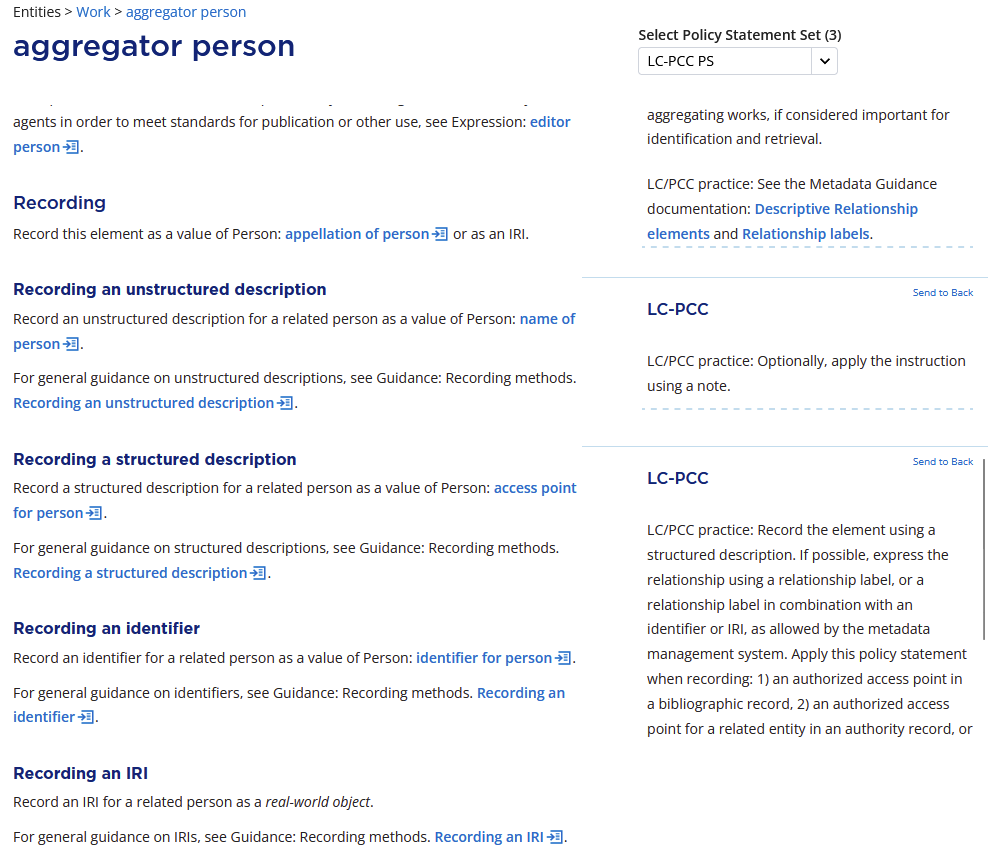 Entities > Work > aggregator person
aggregator person
Select Policy Statement Set (3)
LC-PCC PS
agents in order to meet standards for publication or other use, see Expression: editor
person.
Recording
Record this element as a value of Person: appellation of person or as an IRI.
Recording an unstructured description
Record an unstructured description for a related person as a value of Person: name of
person.
For general guidance on unstructured descriptions, see Guidance: Recording methods.
Recording an unstructured description.
Recording a structured description
Record a structured description for a related person as a value of Person: access point
for person.
For general guidance on structured descriptions, see Guidance: Recording methods.
Recording a structured description.
Recording an identifier
Record an identifier for a related person as a value of Person: identifier for person.
For general guidance on identifiers, see Guidance: Recording methods. Recording an
identifier.
Recording an IRI
Record an IRI for a related person as a real-world object.
For general guidance on IRIs, see Guidance: Recording methods. Recording an IRI.
aggregating works, if considered important for
identification and retrieval.
LC/PCC practice: See the Metadata Guidance
documentation: Descriptive Relationship
elements and Relationship labels.
Send to Back
LC-PCC
LC/PCC practice: Optionally, apply the instruction
using a note.
Send to Back
LC-PCC
LC/PCC practice: Record the element using a
structured description. If possible, express the
relationship using a relationship label, or a
relationship label in combination with an
identifier or IRI, as allowed by the metadata
management system. Apply this policy statement
when recording: 1) an authorized access point in
a bibliographic record, 2) an authorized access
point for a related entity in an authority record, or